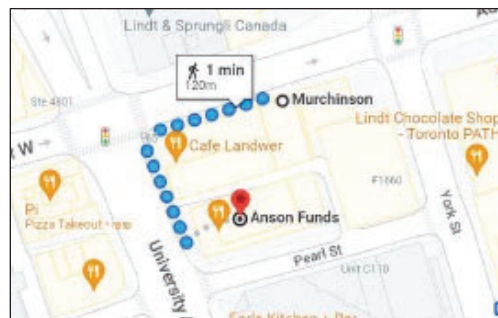 Lindt & Sprungli Canada
Ad
1 min
120m
Ste 4801
Murchinson
Lindt Chocolate Shop
- Toronto PATH
t W
Cafe Landwer
Pi
Pizza Takeout •
F1660
York St
Anson Funds
University
Pearl St
Unit C110
Earls Kitchen + Bar